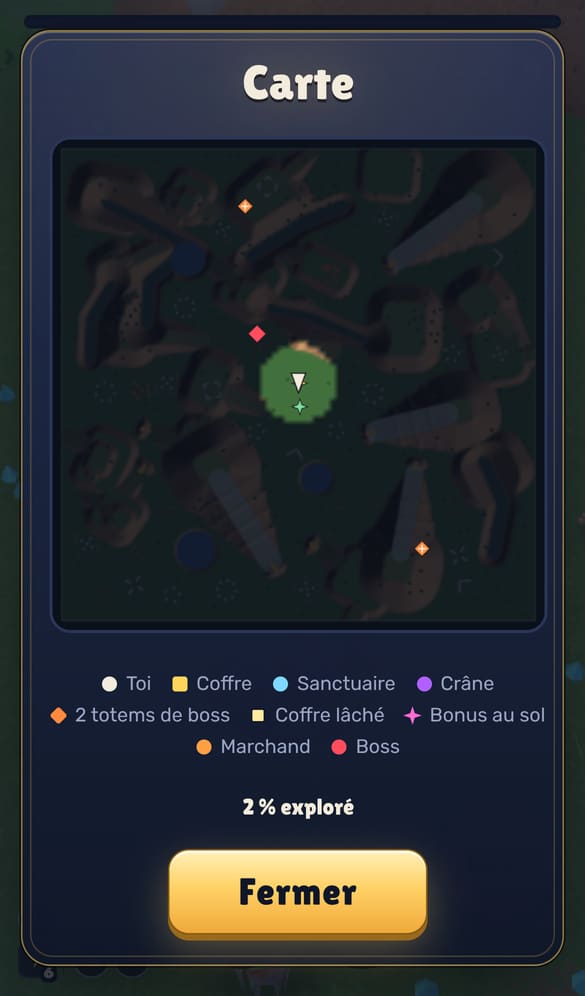 Carte
Toi Coffre Sanctuaire Crâne
2 totems de boss Coffre lâché Bonus au sol
Marchand Boss
2 % exploré
Fermer
6